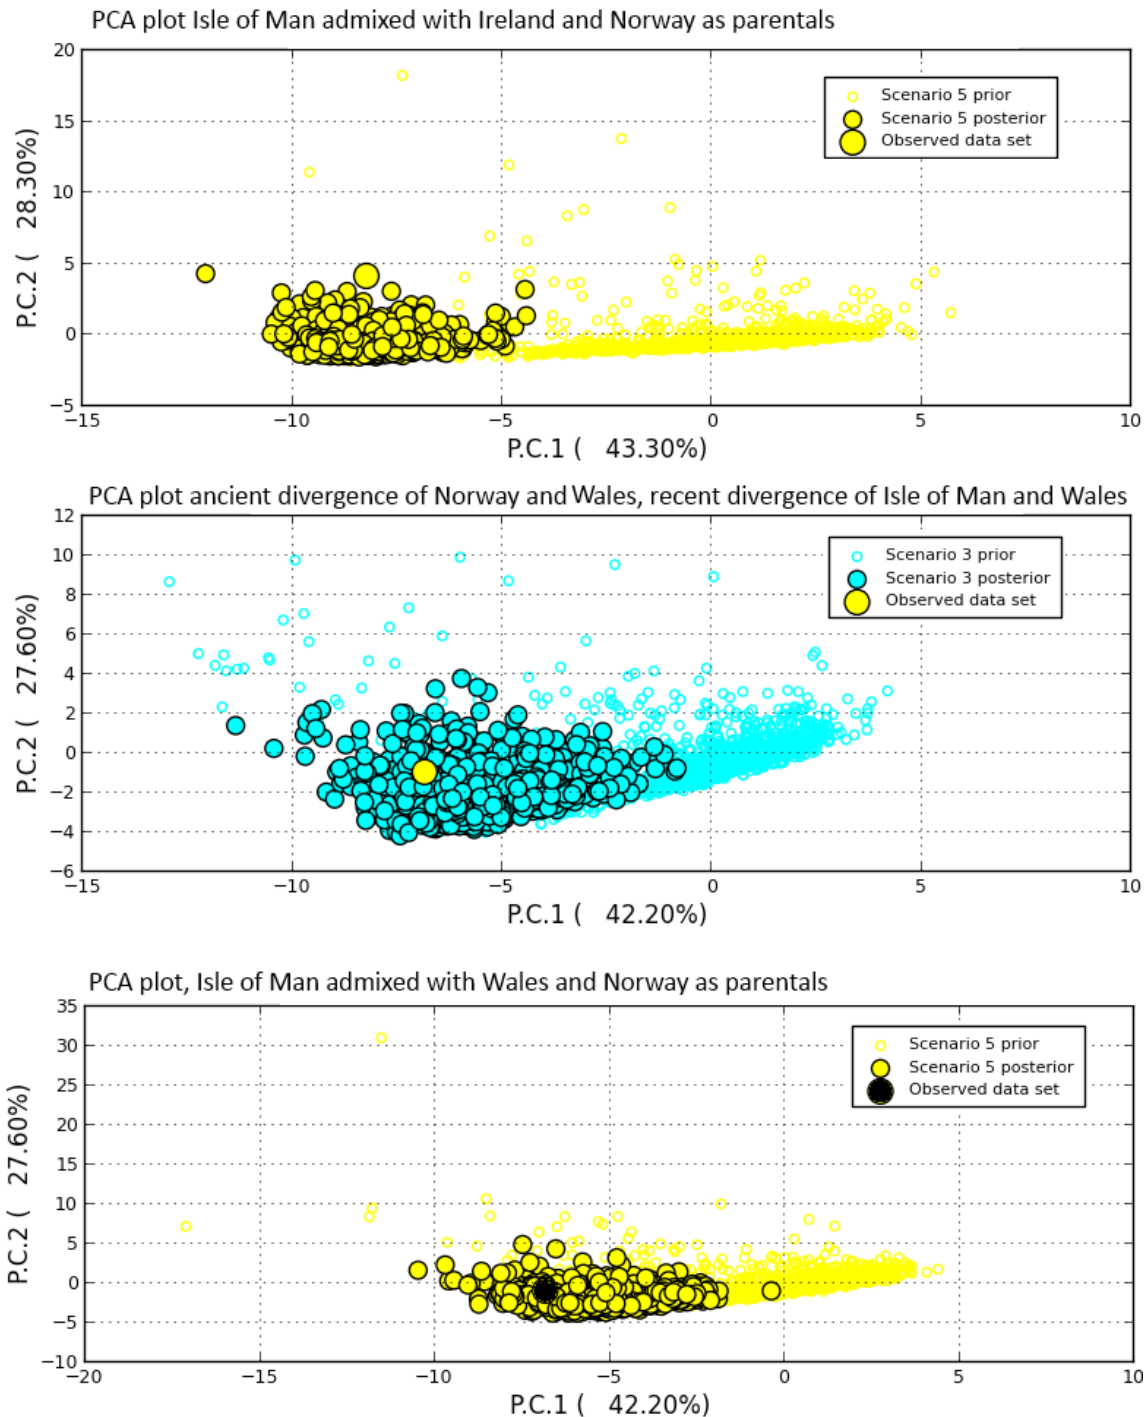 PCA plot Isle of Man admixed with Ireland and Norway as parentals
20
15
10
5
0
−5
P.C.2 ( 28.30%)
Scenario 5 prior
Scenario 5 posterior
Observed data set
−15 −10 −5 0 5 10
P.C.1 ( 43.30%)
PCA plot ancient divergence of Norway and Wales, recent divergence of Isle of Man and Wales
12
10
8
6
4
2
0
−2
−4
−6
P.C.2 ( 27.60%)
Scenario 3 prior
Scenario 3 posterior
Observed data set
−15 −10 −5 0 5 10
P.C.1 ( 42.20%)
PCA plot, Isle of Man admixed with Wales and Norway as parentals
35
30
25
20
15
10
5
0
−5
−10
P.C.2 ( 27.60%)
Scenario 5 prior
Scenario 5 posterior
Observed data set
−20 −15 −10 −5 0 5 10
P.C.1 ( 42.20%)